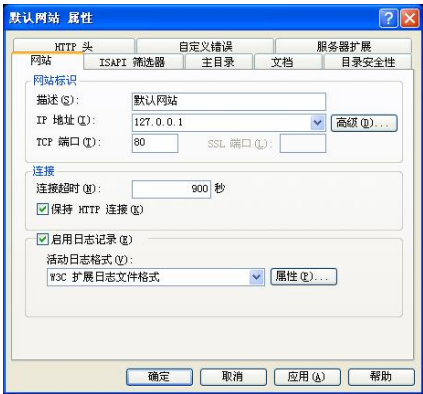 默认网站 属性
HTTP 头 自定义错误 服务器扩展
网站 ISAPI 筛选器 主目录 文档 目录安全性
网站标识
描述(S): 默认网站
IP 地址(I): 127.0.0.1 高级(D)...
TCP 端口(T): 80 SSL 端口(L):
连接
连接超时(N): 900 秒
保持 HTTP 连接(K)
启用日志记录(E)
活动日志格式(V):
W3C 扩展日志文件格式 属性(P)...
确定 取消 应用(A) 帮助